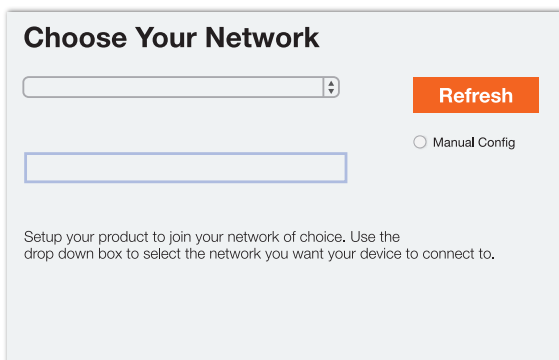 Choose Your Network
Refresh
Manual Config
Setup your product to join your network of choice. Use the
drop down box to select the network you want your device to connect to.